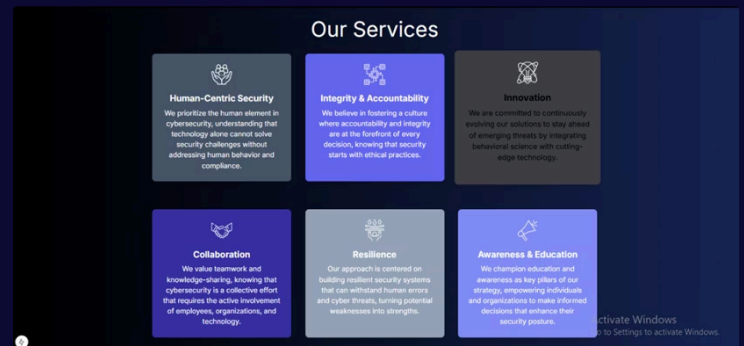 Our Services
Human-Centric Security
We prioritize the human element in
cybersecurity, understanding that
technology alone cannot solve
security challenges without
addressing human behavior and
compliance.
Integrity & Accountability
We believe in fostering a culture
where accountability and integrity
are at the forefront of every
decision, knowing that security
starts with ethical practices.
Innovation
We are committed to continuously
evolving our solutions to stay ahead
of emerging threats by integrating
behavioral science with cutting-
edge technology.
Collaboration
We value teamwork and
knowledge-sharing, knowing that
cybersecurity is a collective effort
that requires the active involvement
of employees, organizations, and
technology.
Resilience
Our approach is centered on
building resilient security systems
that can withstand human errors
and cyber threats, turning potential
weaknesses into strengths.
Awareness & Education
We champion education and
awareness as key pillars of our
strategy, empowering individuals
and organizations to make informed
decisions that enhance their
security posture.
Activate Windows
to Settings to activate Windows.